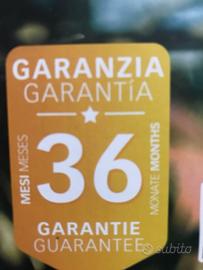 GARANZIA
GARANTÍA
MESI MESES
36
MONATE MONTHS
GARANTIE
GUARANTEE
subito